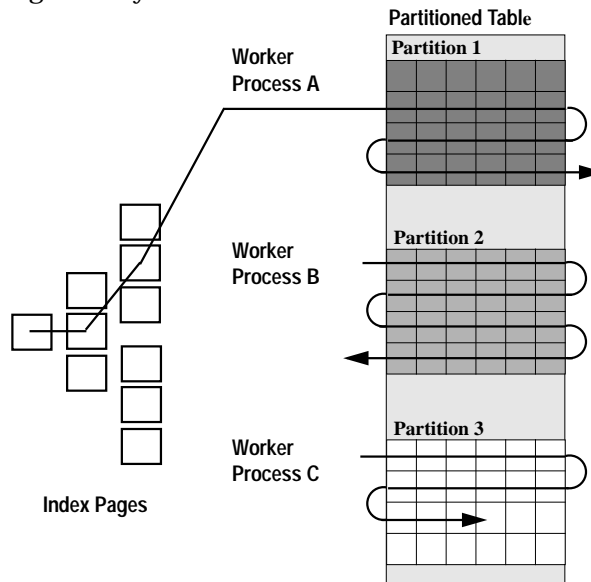 Partitioned Table
Partition 1
Worker
Process A
Partition 2
Worker
Process B
Partition 3
Worker
Process C
Index Pages